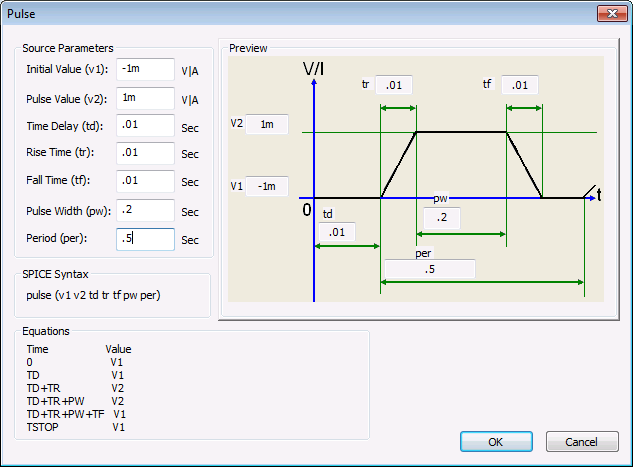 Pulse
Source Parameters
Initial Value (v1): -1m V|A
Pulse Value (v2): 1m V|A
Time Delay (td): .01 Sec
Rise Time (tr): .01 Sec
Fall Time (tf): .01 Sec
Pulse Width (pw): .2 Sec
Period (per): .5 Sec
SPICE Syntax
pulse (v1 v2 td tr tf pw per)
Preview
V/I
tr .01 tf .01
V2 1m
V1 -1m
0 t
pw
td .2
.01
per
.5
Equations
Time Value
0 V1
TD V1
TD+TR V2
TD+TR+PW V2
TD+TR+PW+TF V1
TSTOP V1
OK Cancel